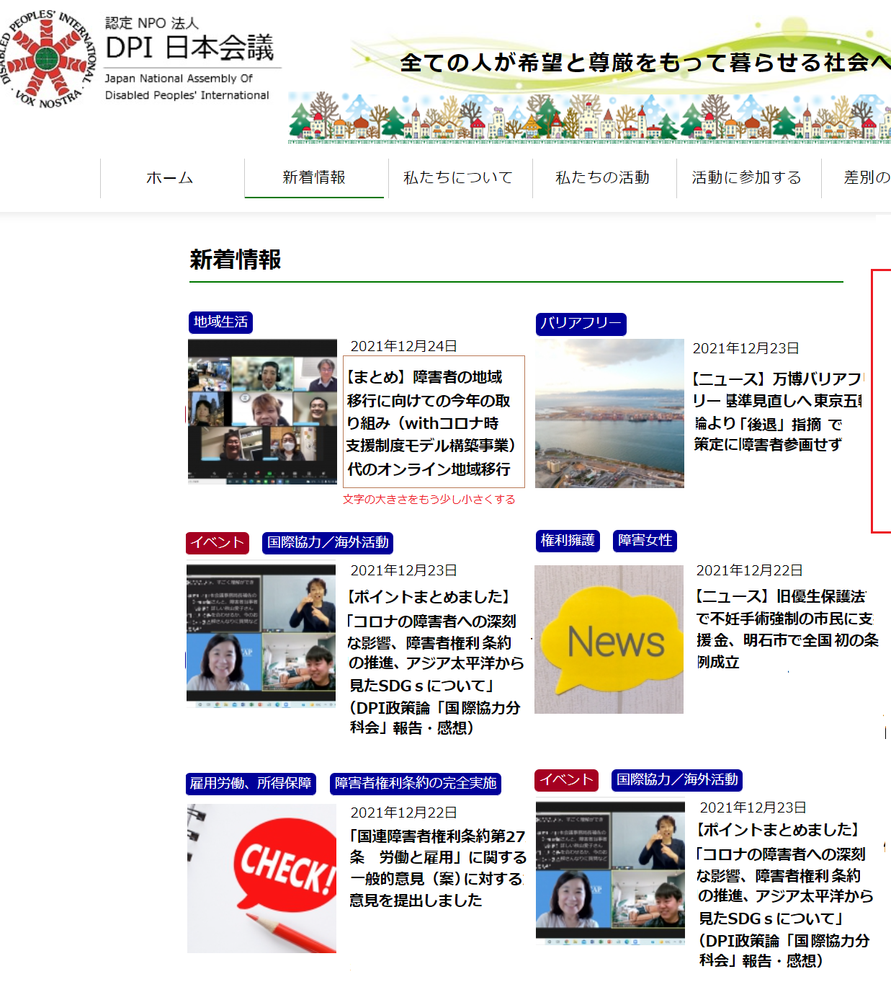 DISABLED PEOPLES' INTERNATIONAL
・VOX NOSTRA・
認定 NPO 法人
DPI 日本会議
Japan National Assembly Of
Disabled Peoples' International
全ての人が希望と尊厳をもって暮らせる社会へ
ホーム
新着情報
私たちについて
私たちの活動
活動に参加する
差別の
新着情報
地域生活
2021年12月24日
【まとめ】障害者の地域
移行に向けての今年の取
り組み（withコロナ時
支援制度モデル構築事業）
代のオンライン地域移行
文字の大きさをもう少し小さくする
バリアフリー
2021年12月23日
【ニュース】万博バリアフ
リー 基準見直しへ 東京五輪
論より「後退」指摘 で
策定に障害者参画せず
イベント
国際協力／海外活動
2021年12月23日
【ポイントまとめました】
「コロナの障害者への深刻
な影響、障害者権利 条約
の推進、アジア太平洋から
見たSDGｓについて」
（DPI政策論「国際協力分
科会」報告・感想）
権利擁護
障害女性
News
2021年12月22日
【ニュース】旧優生保護法
で不妊手術強制の市民に支
援金、明石市で全国初の条
例成立
雇用労働、所得保障
障害者権利条約の完全実施
CHECK!
2021年12月22日
「国連障害者権利条約第27
条　労働と雇用」に関する
一般的意見（案）に対する
意見を提出しました
イベント
国際協力／海外活動
2021年12月23日
【ポイントまとめました】
「コロナの障害者への深刻
な影響、障害者権利 条約
の推進、アジア太平洋から
見たSDGｓについて」
（DPI政策論「国際協力分
科会」報告・感想）